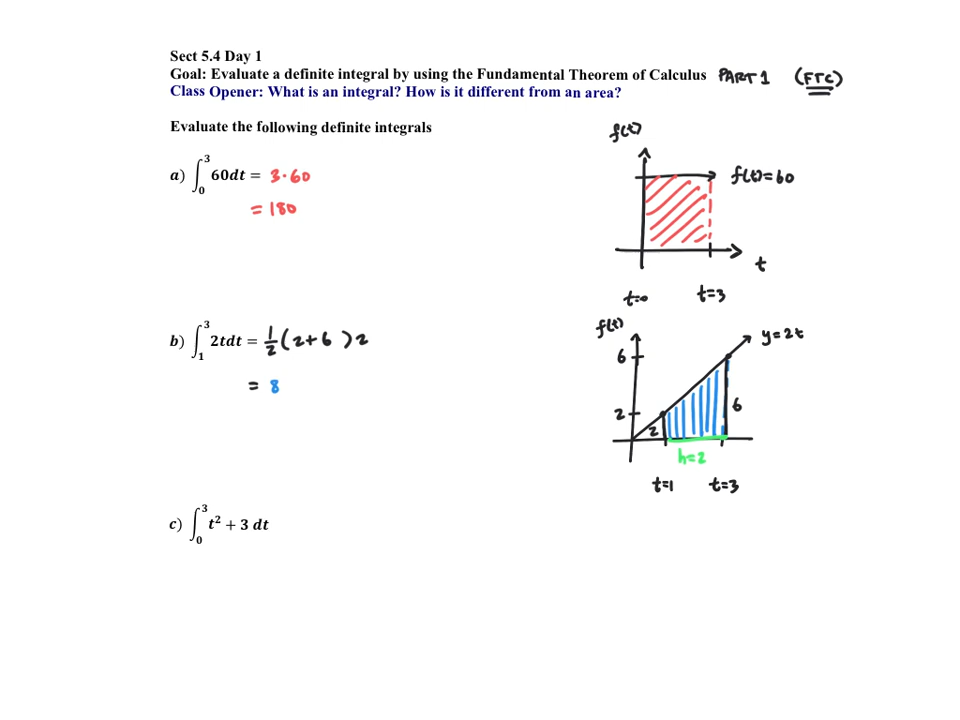 Sect 5.4 Day 1
Goal: Evaluate a definite integral by using the Fundamental Theorem of Calculus PART 1 (FTC)
Class Opener: What is an integral? How is it different from an area?
Evaluate the following definite integrals
f(t)
a) ∫₀³ 60dt = 3·60
= 180
f(t)=60
t
t=0 t=3
f(t)
b) ∫₁³ 2tdt = ½(2+6)2
= 8
y=2t
6
2
2
6
h=2
t=1 t=3
c) ∫₀³ t² + 3 dt